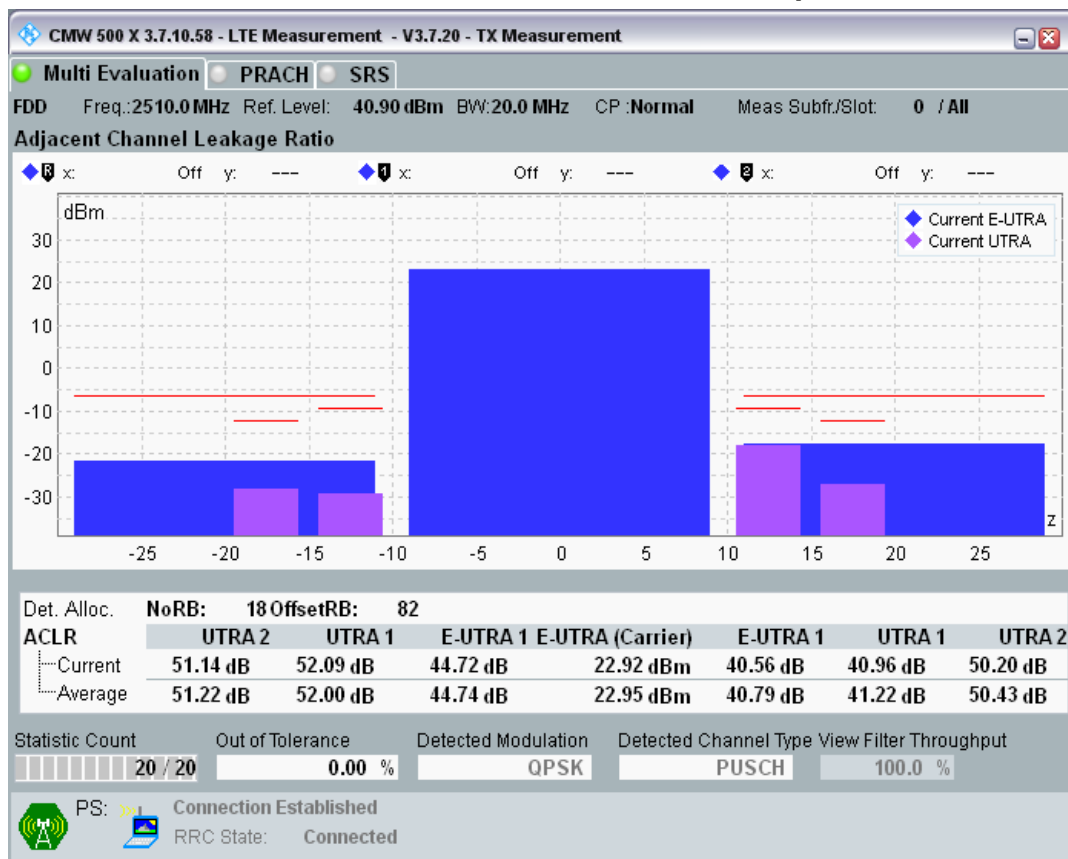 CMW 500 X 3.7.10.58 - LTE Measurement - V3.7.20 - TX Measurement
Multi Evaluation PRACH SRS
FDD Freq.:2510.0 MHz Ref. Level: 40.90 dBm BW:20.0 MHz CP :Normal Meas Subfr./Slot: 0 / All
Adjacent Channel Leakage Ratio
R x: Off y: --- 1 x: Off y: --- 2 x: Off y: ---
dBm
Current E-UTRA
Current UTRA
30
20
10
0
-10
-20
-30
z
-25 -20 -15 -10 -5 0 5 10 15 20 25
Det. Alloc. NoRB: 18 OffsetRB: 82
ACLR UTRA 2 UTRA 1 E-UTRA 1 E-UTRA (Carrier) E-UTRA 1 UTRA 1 UTRA 2
Current 51.14 dB 52.09 dB 44.72 dB 22.92 dBm 40.56 dB 40.96 dB 50.20 dB
Average 51.22 dB 52.00 dB 44.74 dB 22.95 dBm 40.79 dB 41.22 dB 50.43 dB
Statistic Count Out of Tolerance Detected Modulation Detected Channel Type View Filter Throughput
20 / 20 0.00 % QPSK PUSCH 100.0 %
PS: Connection Established
RRC State: Connected